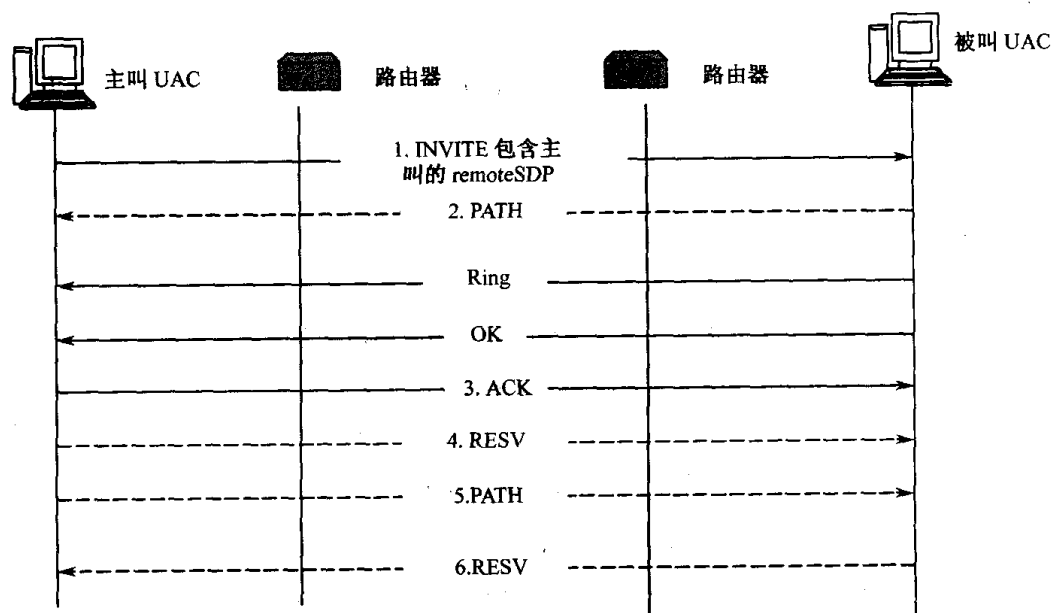 主叫 UAC
路由器
路由器
被叫 UAC
1. INVITE 包含主
叫的 remoteSDP
2. PATH
Ring
OK
3. ACK
4. RESV
5.PATH
6.RESV